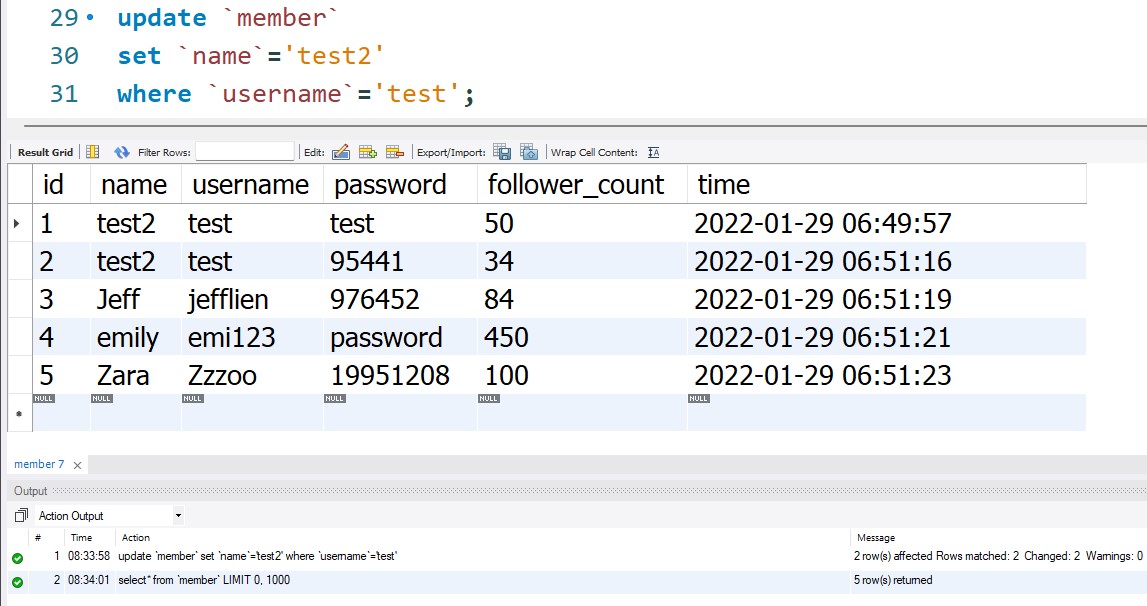 29 update `member`
30 set `name`='test2'
31 where `username`='test';
Result Grid Filter Rows: Edit: Export/Import: Wrap Cell Content: IA
id name username password follower_count time
1 test2 test test 50 2022-01-29 06:49:57
2 test2 test 95441 34 2022-01-29 06:51:16
3 Jeff jefflien 976452 84 2022-01-29 06:51:19
4 emily emi123 password 450 2022-01-29 06:51:21
5 Zara Zzzoo 19951208 100 2022-01-29 06:51:23
* NULL NULL NULL NULL NULL NULL
member 7 ×
Output
Action Output
# Time Action Message
1 08:33:58 update `member` set `name`='test2' where `username`='test' 2 row(s) affected Rows matched: 2 Changed: 2 Warnings: 0
2 08:34:01 select * from `member` LIMIT 0, 1000 5 row(s) returned